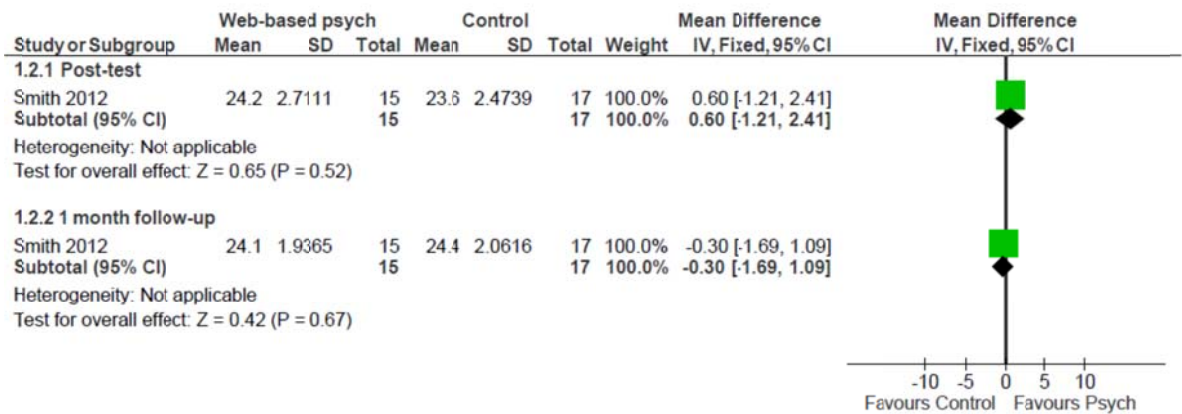 Web-based psych Control Mean Difference Mean Difference
Study or Subgroup Mean SD Total Mean SD Total Weight IV, Fixed, 95% CI IV, Fixed, 95% CI
1.2.1 Post-test
Smith 2012 24.2 2.7111 15 23.6 2.4739 17 100.0% 0.60 [-1.21, 2.41]
Subtotal (95% CI) 15 17 100.0% 0.60 [-1.21, 2.41]
Heterogeneity: Not applicable
Test for overall effect: Z = 0.65 (P = 0.52)
1.2.2 1 month follow-up
Smith 2012 24.1 1.9365 15 24.4 2.0616 17 100.0% -0.30 [-1.69, 1.09]
Subtotal (95% CI) 15 17 100.0% -0.30 [-1.69, 1.09]
Heterogeneity: Not applicable
Test for overall effect: Z = 0.42 (P = 0.67)
-10 -5 0 5 10
Favours Control Favours Psych